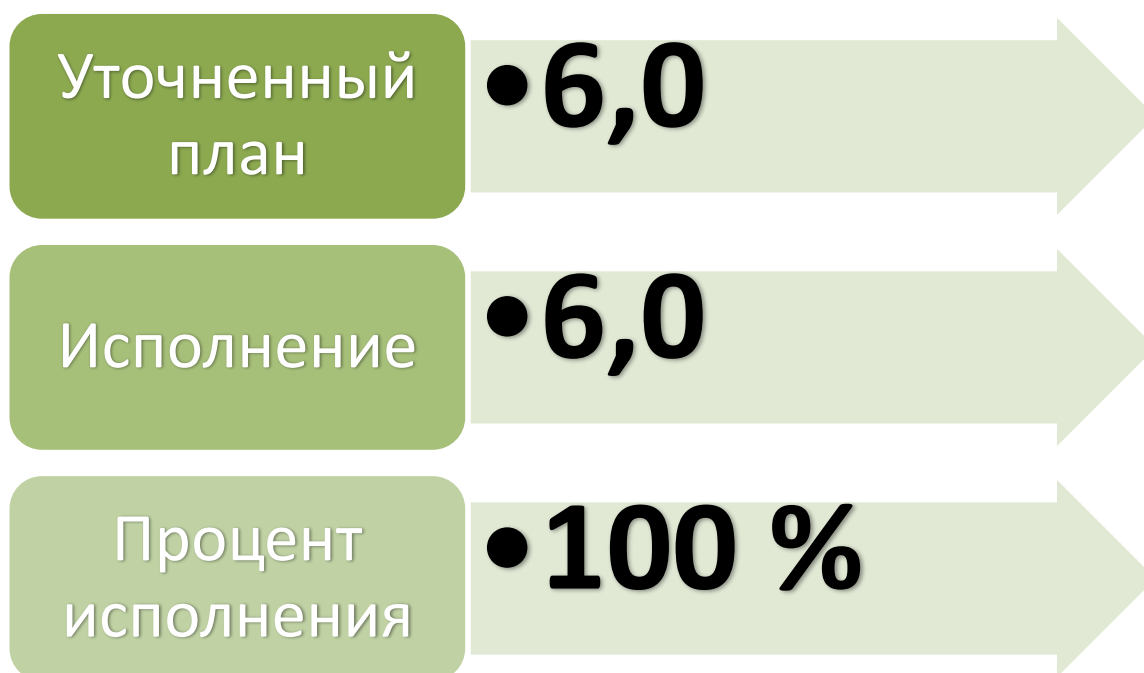 Уточненный
план
•6,0
Исполнение
•6,0
Процент
исполнения
•100 %